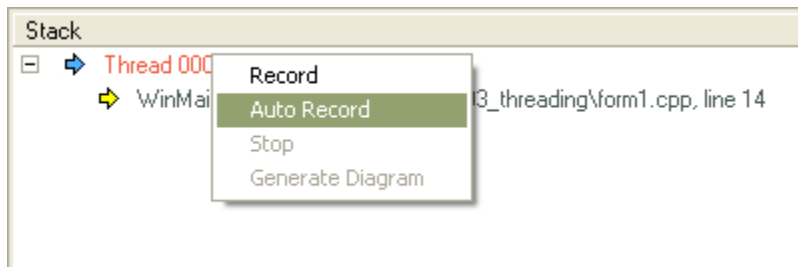 Stack
Thread 000
Record
WinMai 3_threading\form1.cpp, line 14
Auto Record
Stop
Generate Diagram